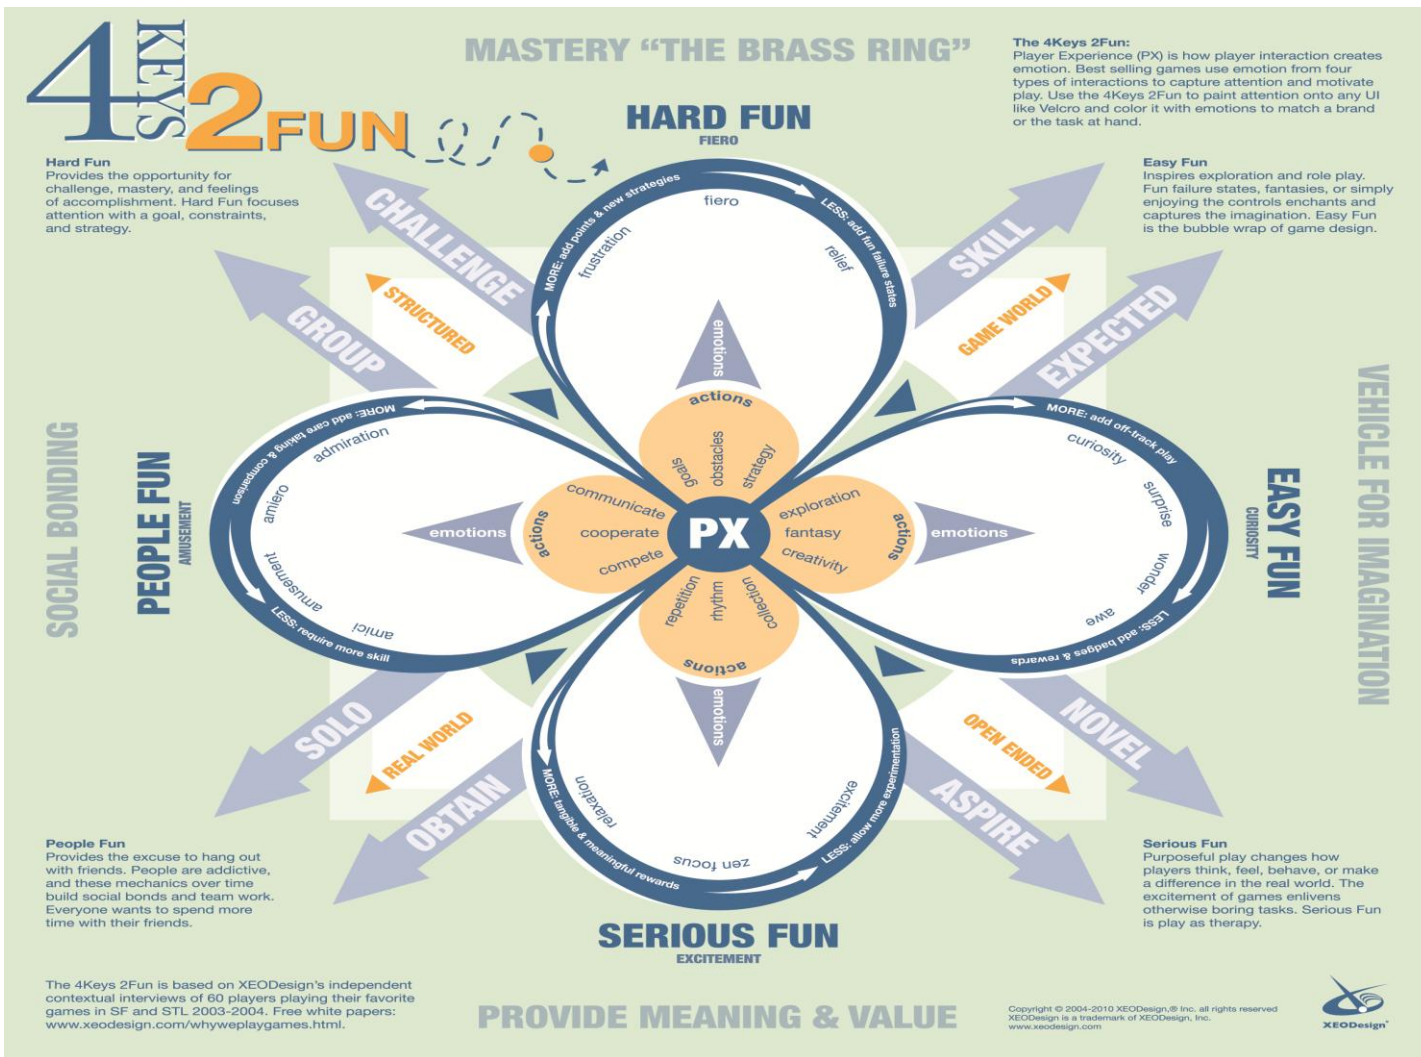 4 KEYS 2FUN
MASTERY “THE BRASS RING”
The 4Keys 2Fun:
Player Experience (PX) is how player interaction creates
emotion. Best selling games use emotion from four
types of interactions to capture attention and motivate
play. Use the 4Keys 2Fun to paint attention onto any UI
like Velcro and color it with emotions to match a brand
or the task at hand.
HARD FUN
FIERO
Hard Fun
Provides the opportunity for
challenge, mastery, and feelings
of accomplishment. Hard Fun focuses
attention with a goal, constraints,
and strategy.
Easy Fun
Inspires exploration and role play.
Fun failure states, fantasies, or simply
enjoying the controls enchants and
captures the imagination. Easy Fun
is the bubble wrap of game design.
CHALLENGE
SKILL
GROUP
EXPECTED
STRUCTURED
GAME WORLD
MORE: add points & new strategies
LESS: add fun failure states
frustration
fiero
relief
emotions
actions
goals
obstacles
strategy
SOCIAL BONDING
PEOPLE FUN
AMUSEMENT
MORE: add care taking & comparison
LESS: require more skill
admiration
amiero
amusement
amici
emotions
actions
communicate
cooperate
compete
PX
exploration
fantasy
creativity
actions
emotions
curiosity
surprise
wonder
awe
MORE: add off-track play
LESS: add badges & rewards
EASY FUN
CURIOSITY
VEHICLE FOR IMAGINATION
repetition
rhythm
collection
actions
emotions
relaxation
zen focus
excitement
MORE: tangible & meaningful rewards
LESS: allow more experimentation
SOLO
REAL WORLD
OBTAIN
OPEN ENDED
NOVEL
ASPIRE
SERIOUS FUN
EXCITEMENT
People Fun
Provides the excuse to hang out
with friends. People are addictive,
and these mechanics over time
build social bonds and team work.
Everyone wants to spend more
time with their friends.
Serious Fun
Purposeful play changes how
players think, feel, behave, or make
a difference in the real world. The
excitement of games enlivens
otherwise boring tasks. Serious Fun
is play as therapy.
The 4Keys 2Fun is based on XEODesign’s independent
contextual interviews of 60 players playing their favorite
games in SF and STL 2003-2004. Free white papers:
www.xeodesign.com/whyweplaygames.html.
PROVIDE MEANING & VALUE
Copyright © 2004-2010 XEODesign,® Inc. all rights reserved
XEODesign is a trademark of XEODesign, Inc.
www.xeodesign.com
XEODesign®